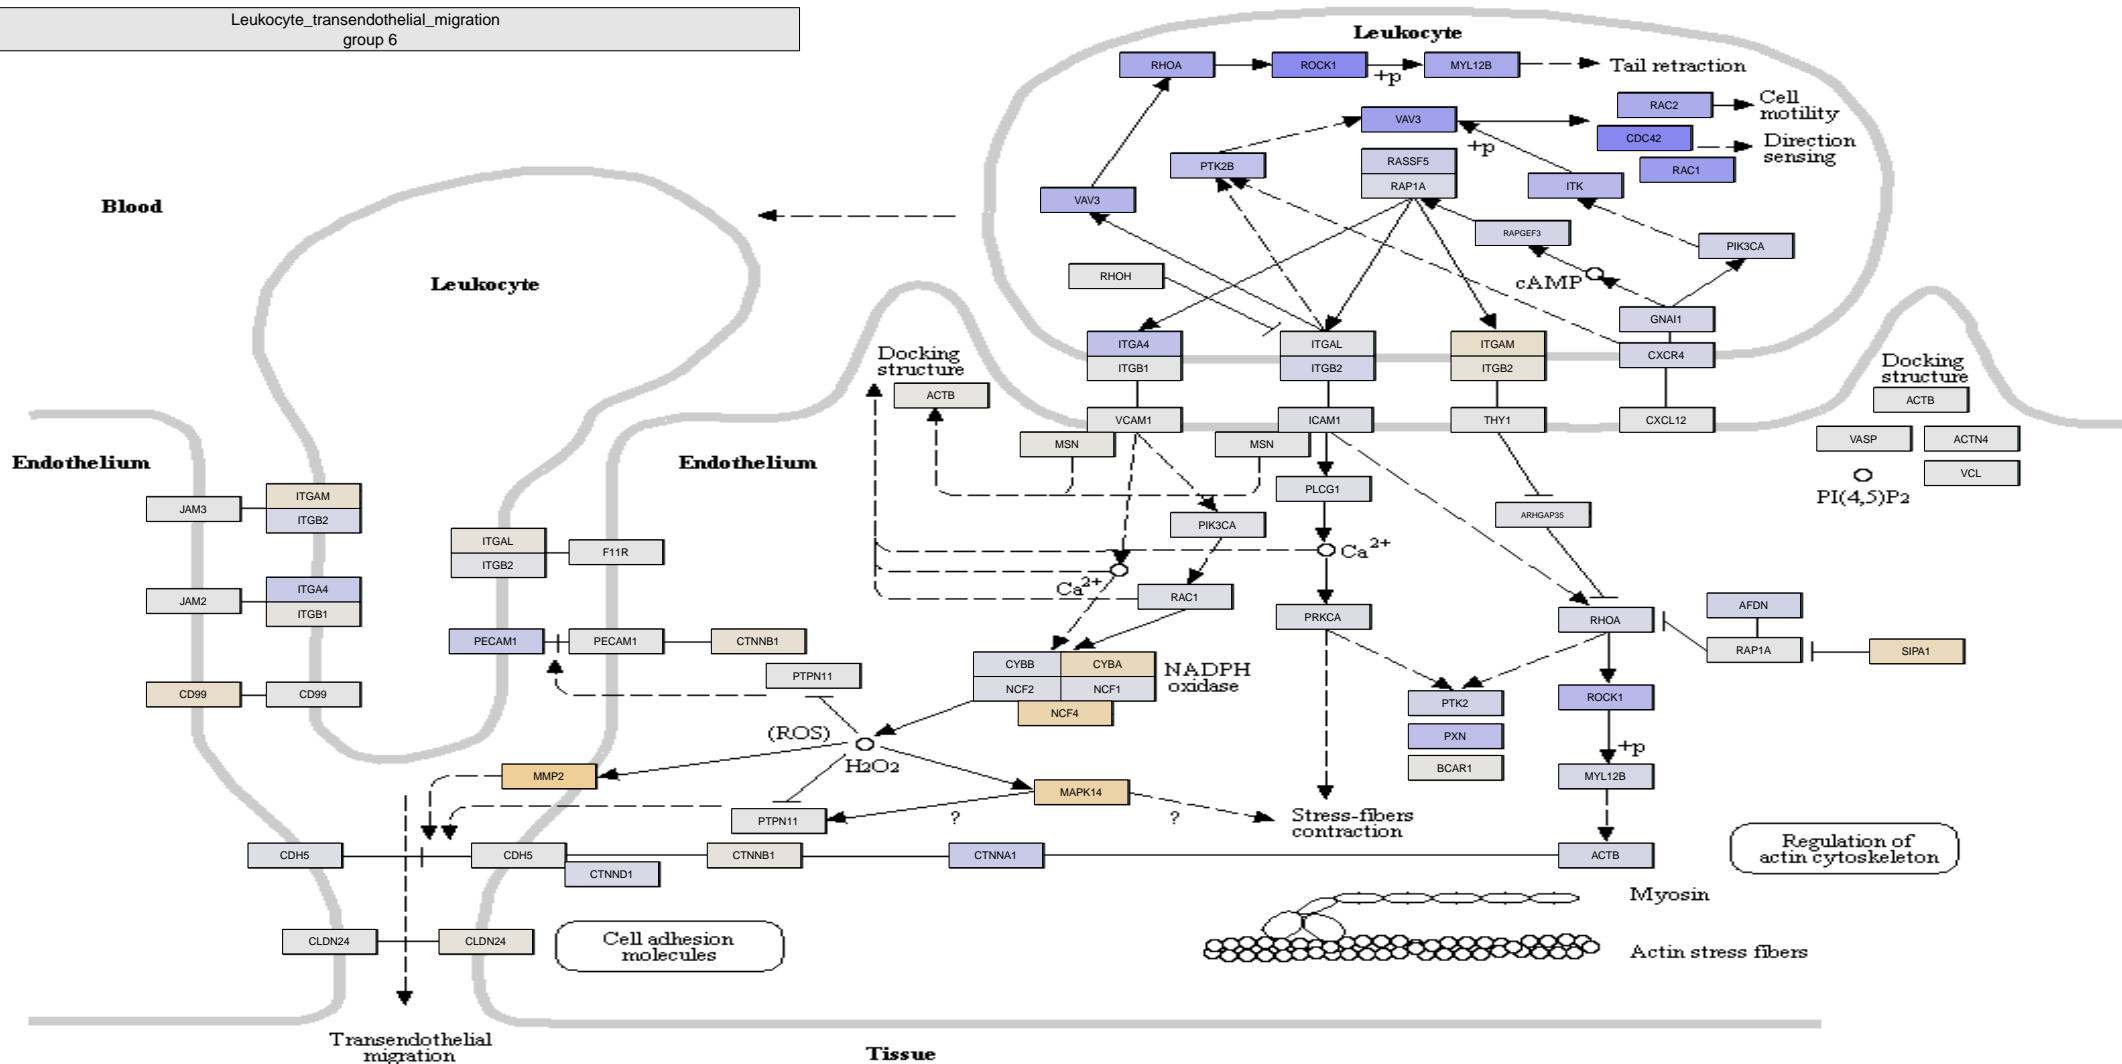 Leukocyte_transendothelial_migration
group 6
Leukocyte
RHOA
ROCK1
+p
MYL12B
Tail retraction
RAC2
Cell
motility
VAV3
CDC42
Direction
sensing
+p
RAC1
PTK2B
RASSF5
RAP1A
ITK
VAV3
RAPGEF3
PIK3CA
Blood
Leukocyte
RHOH
cAMP
GNAI1
ITGA4
ITGB1
ITGAL
ITGB2
ITGAM
ITGB2
CXCR4
Docking
structure
ACTB
Docking
structure
ACTB
VCAM1
ICAM1
THY1
CXCL12
MSN
MSN
VASP
ACTN4
VCL
PI(4,5)P2
Endothelium
Endothelium
PLCG1
JAM3
ITGAM
ITGB2
PIK3CA
ARHGAP35
ITGAL
ITGB2
F11R
Ca2+
Ca2+
JAM2
ITGA4
ITGB1
RAC1
PRKCA
RHOA
AFDN
RAP1A
SIPA1
PECAM1
PECAM1
CTNNB1
CYBB
CYBA
NCF2
NCF1
NCF4
NADPH
oxidase
PTPN11
CD99
CD99
PTK2
PXN
BCAR1
ROCK1
+p
MYL12B
(ROS)
H2O2
MMP2
MAPK14
PTPN11
?
?
Stress-fibers
contraction
CDH5
CDH5
CTNND1
CTNNB1
CTNNA1
ACTB
Regulation of
actin cytoskeleton
Myosin
Actin stress fibers
CLDN24
CLDN24
Cell adhesion
molecules
Transendothelial
migration
Tissue